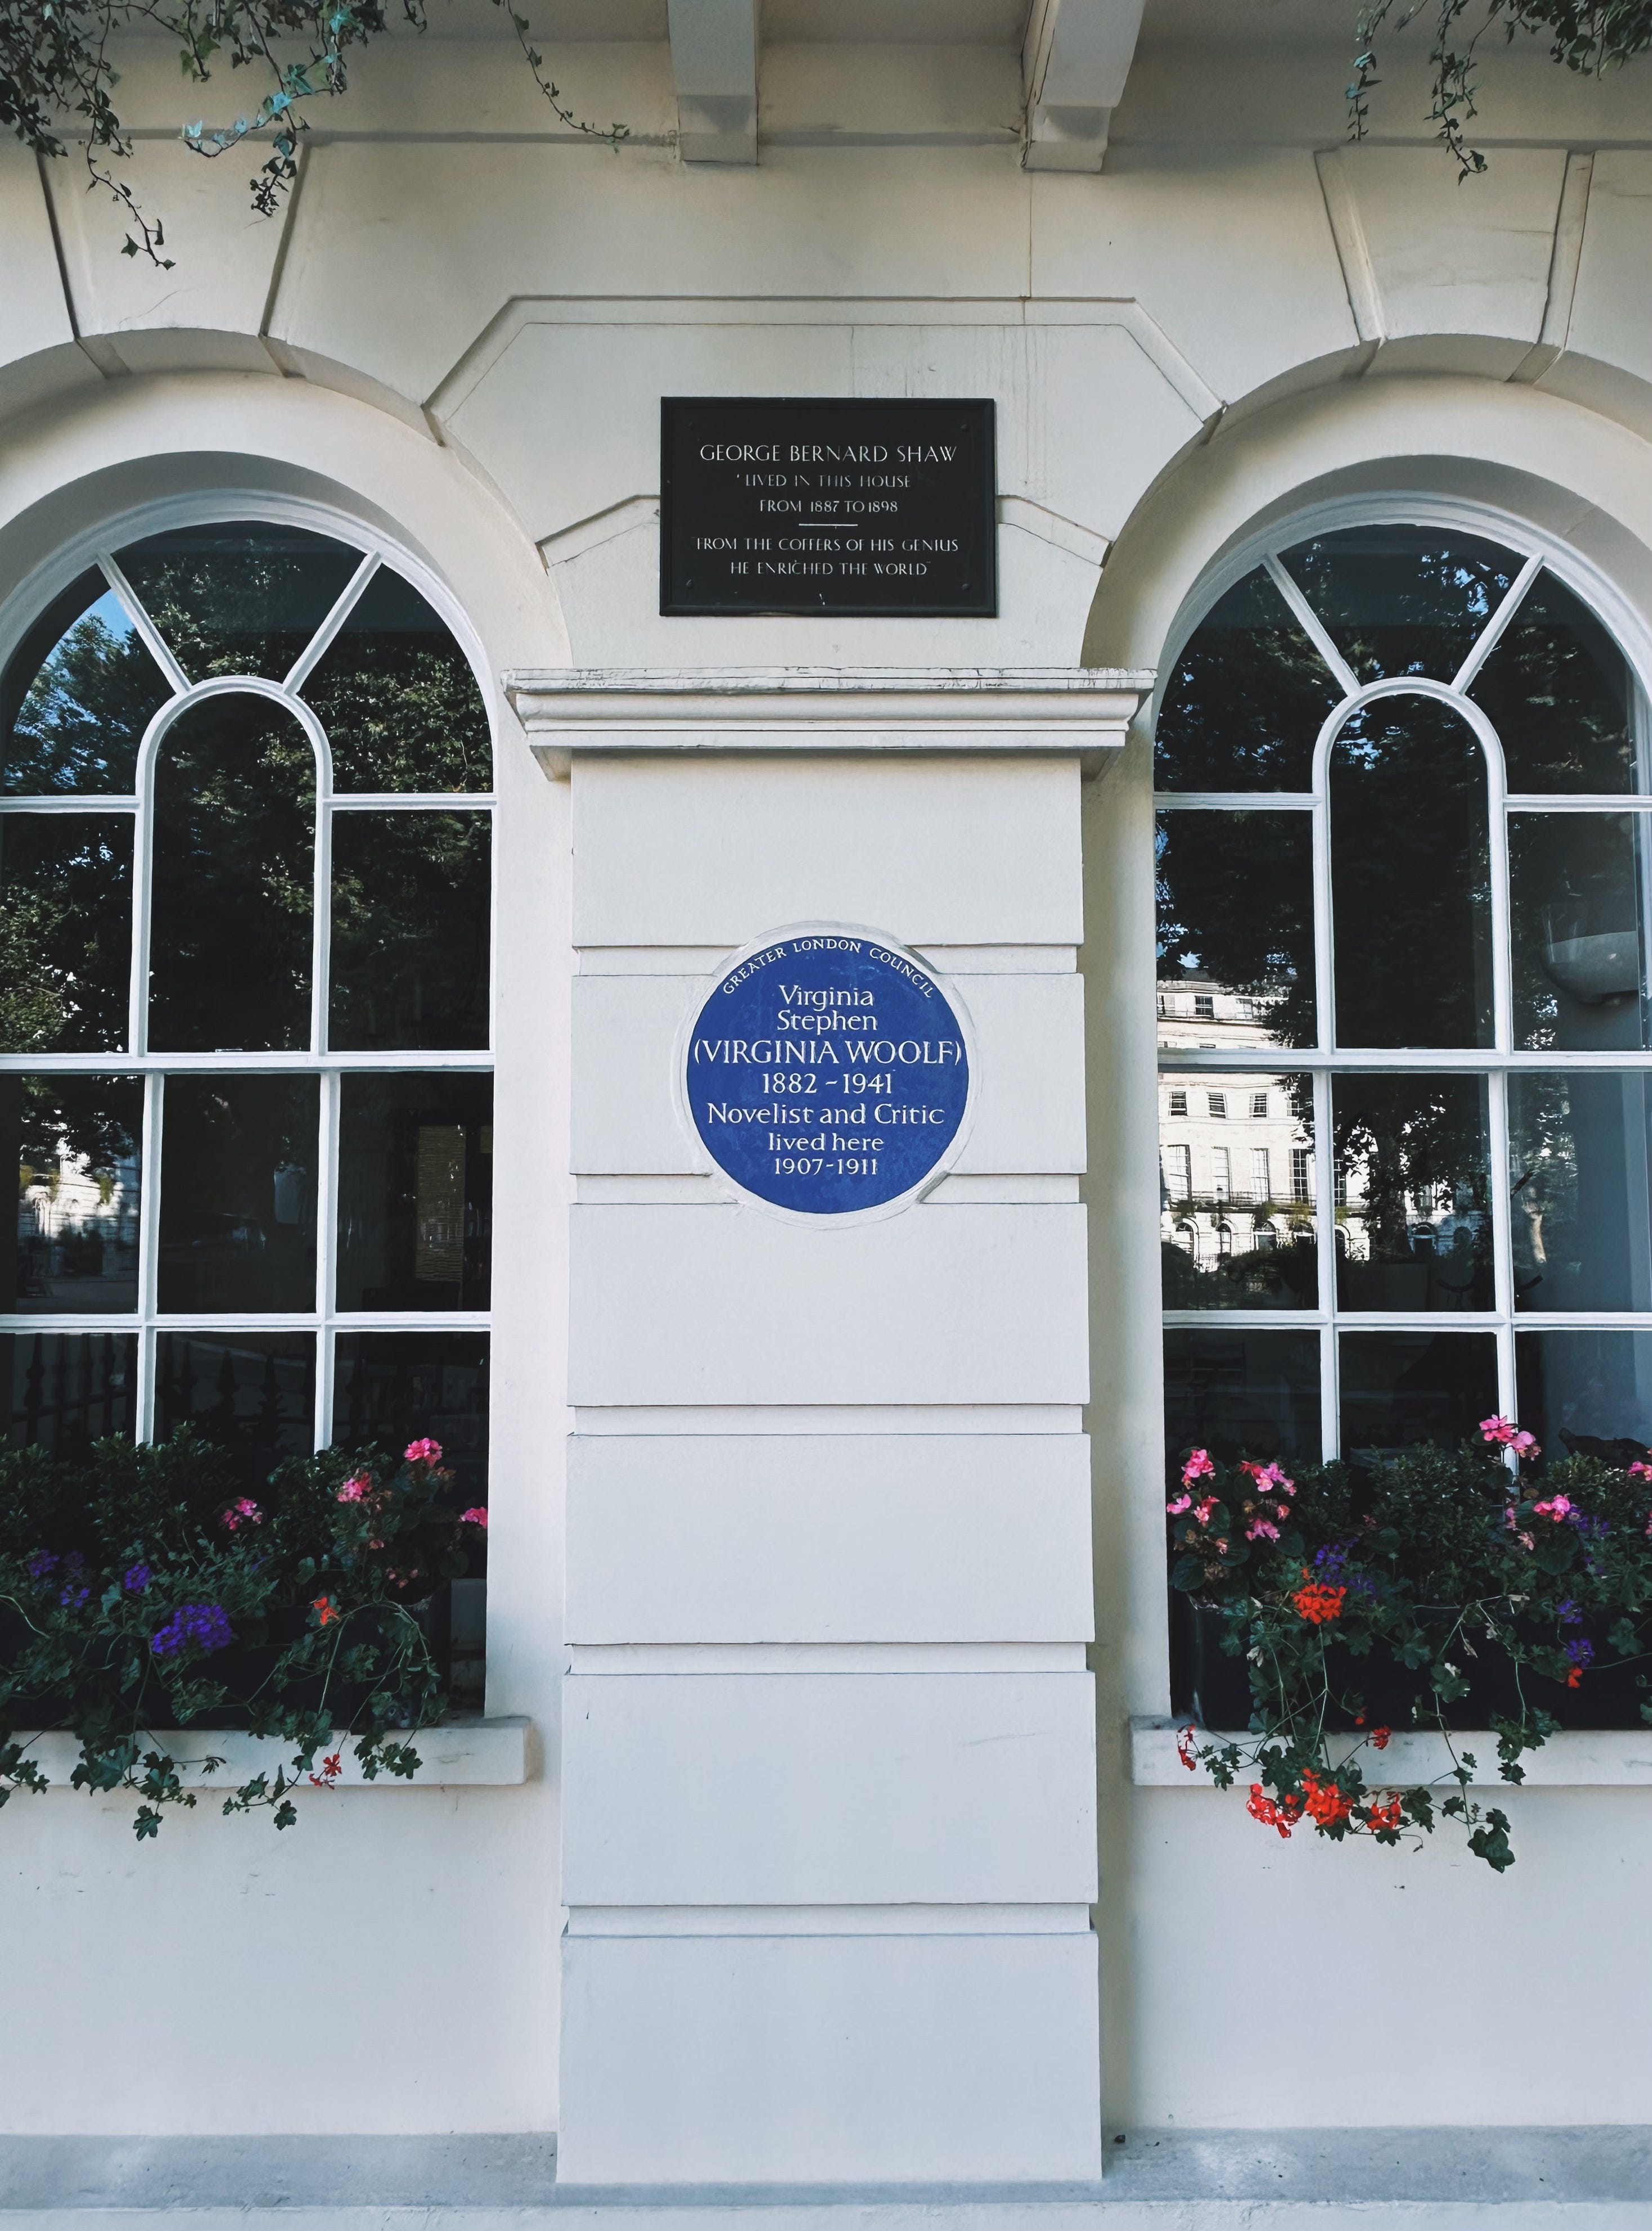 GEORGE BERNARD SHAW
'LIVED IN THIS HOUSE
FROM 1887 TO 1898
"FROM THE COFFERS OF HIS GENIUS
HE ENRICHED THE WORLD"
GREATER LONDON COUNCIL
Virginia
Stephen
(VIRGINIA WOOLF)
1882-1941
Novelist and Critic
lived here
1907-1911